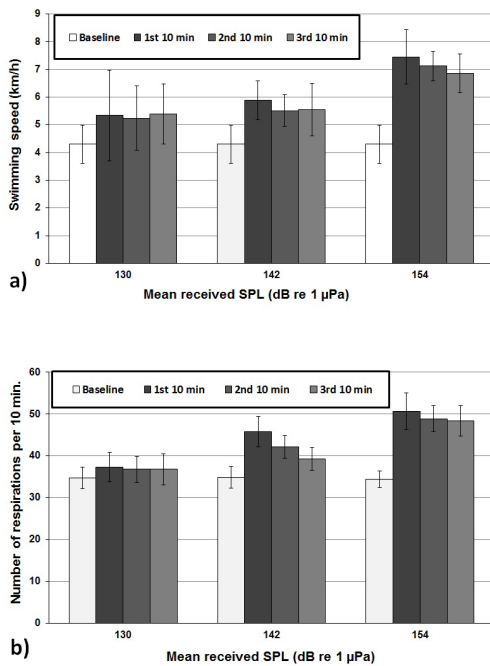 9
8
7
6
5
4
3
2
1
0
Swimming speed (km/h)
Baseline 1st 10 min 2nd 10 min 3rd 10 min
130 142 154
a)
Mean received SPL (dB re 1 µPa)
60
50
40
30
20
10
0
Number of respirations per 10 min.
Baseline 1st 10 min 2nd 10 min 3rd 10 min
130 142 154
b)
Mean received SPL (dB re 1 µPa)